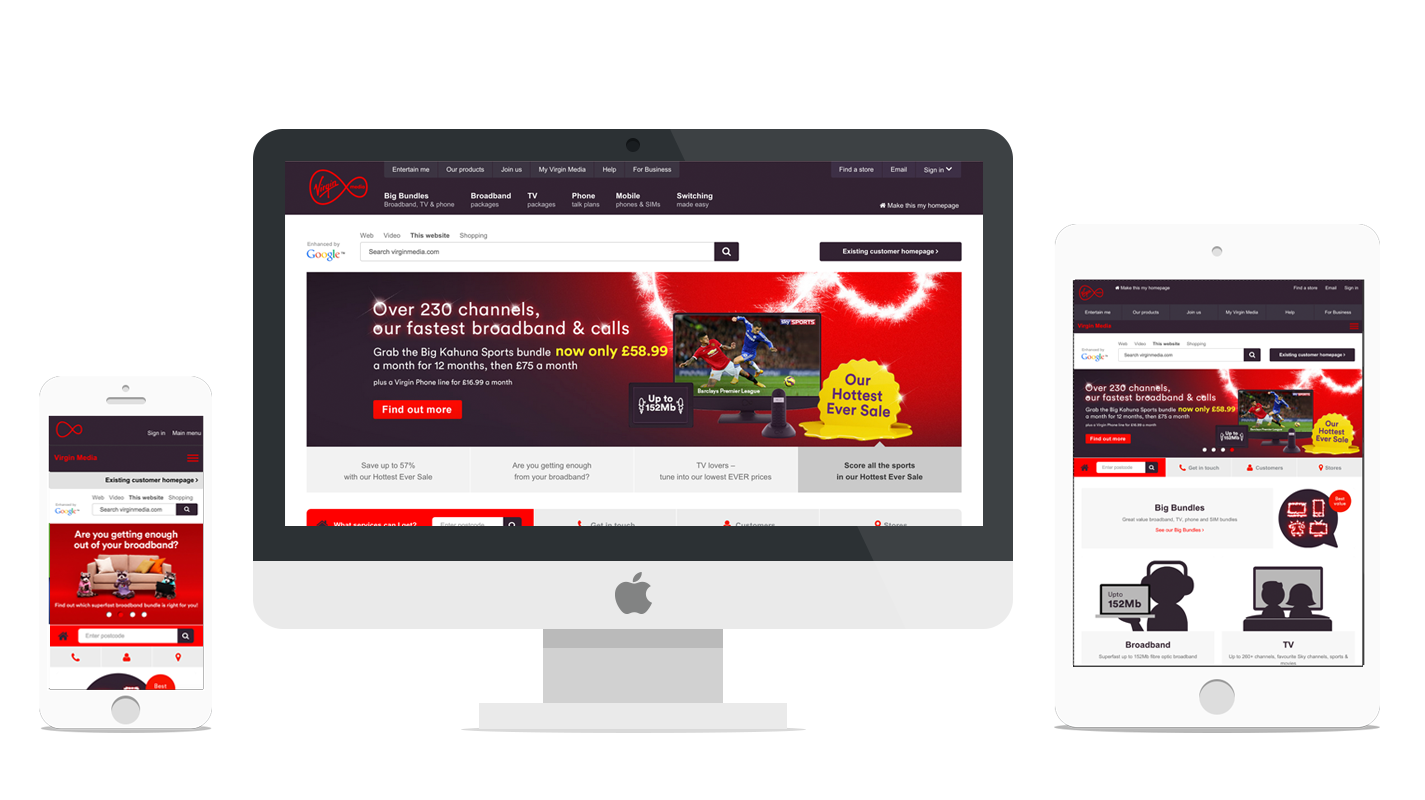 Entertain me Our products Join us My Virgin Media Help For Business Find a store Email Sign in
Virgin media
Big Bundles Broadband TV Phone Mobile Switching
Broadband, TV & phone packages packages talk plans phones & SIMs made easy
Make this my homepage
Web Video This website Shopping
Enhanced by
Google™ Search virginmedia.com Existing customer homepage
Over 230 channels,
our fastest broadband & calls
Grab the Big Kahuna Sports bundle now only £58.99
a month for 12 months, then £75 a month
plus a Virgin Phone line for £16.99 a month
Find out more
sky SPORTS
Barclays Premier League
Up to
152Mb
Our
Hottest
Ever Sale
Save up to 57%
with our Hottest Ever Sale
Are you getting enough
from your broadband?
TV lovers –
tune into our lowest EVER prices
Score all the sports
in our Hottest Ever Sale
What services can I get? Enter postcode Get in touch Customers Stores
Sign in Main menu
Virgin Media
Existing customer homepage
Web Video This website Shopping
Enhanced by
Google™ Search virginmedia.com
Are you getting enough
out of your broadband?
Find out which superfast broadband bundle is right for you!
Enter postcode
Best
Make this my homepage Find a store Email Sign in
Entertain me Our products Join us My Virgin Media Help For Business
Virgin Media
Web Video This website Shopping
Enhanced by
Google™ Search virginmedia.com Existing customer homepage
Over 230 channels,
our fastest broadband & calls
Grab the Big Kahuna Sports bundle now only £58.99
a month for 12 months, then £75 a month
plus a Virgin Phone line for £16.99 a month
Find out more
Barclays Premier League
Up to
152Mb
Our
Hottest
Ever Sale
Enter postcode Get in touch Customers Stores
Big Bundles
Great value broadband, TV, phone and SIM bundles
See our Big Bundles
Best
value
Upto
152Mb
Broadband
Superfast up to 152Mb fibre optic broadband
TV
Up to 260+ channels, favourite Sky channels, sports &
movies